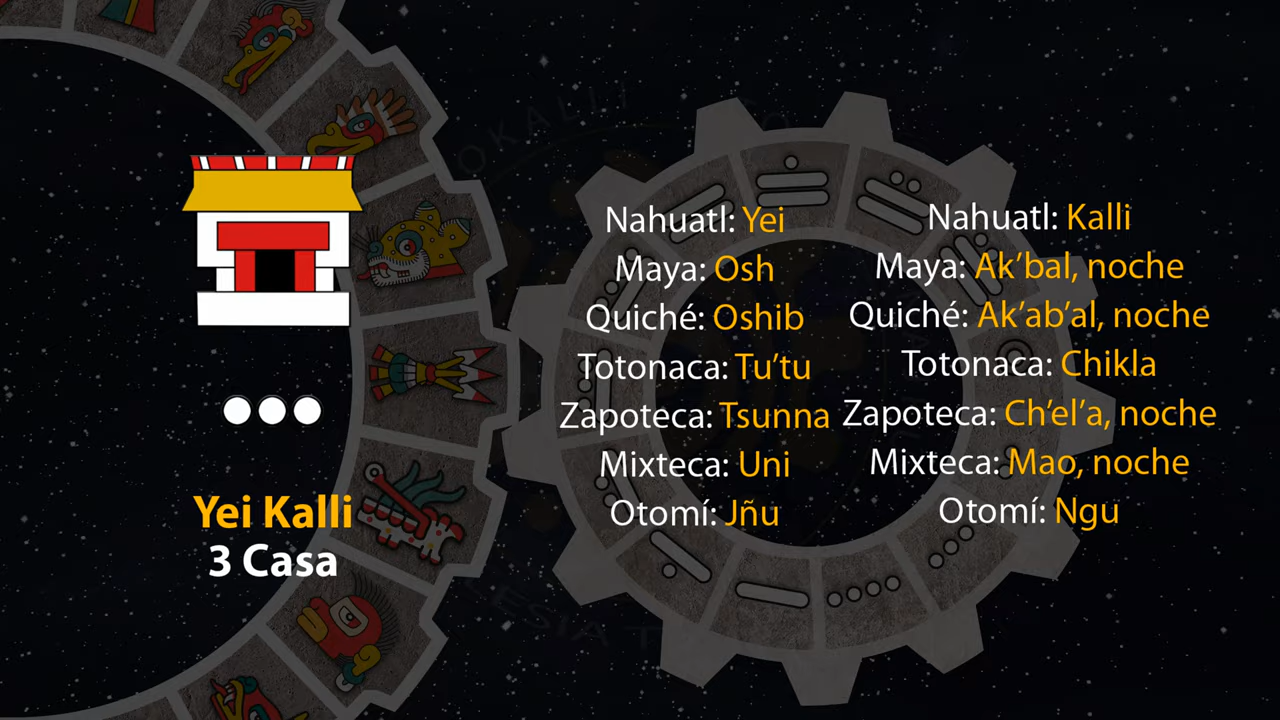 Nahuatl: Yei
Maya: Osh
Quiché: Oshib
Totonaca: Tu’tu
Zapoteca: Tsunna
Mixteca: Uni
Otomí: Jñu
Nahuatl: Kalli
Maya: Ak’bal, noche
Quiché: Ak’ab’al, noche
Totonaca: Chikla
Zapoteca: Ch’el’a, noche
Mixteca: Mao, noche
Otomí: Ngu
Yei Kalli
3 Casa